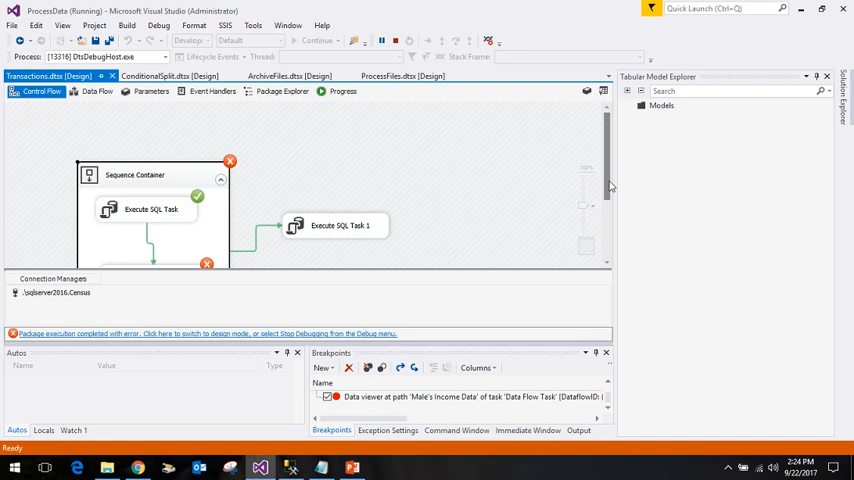 ProcessData (Running) - Microsoft Visual Studio (Administrator)
Quick Launch (Ctrl+Q)
File Edit View Project Build Debug Format SSIS Tools Window Help
Develop Default Continue
Process: [13316] DtsDebugHost.exe Lifecycle Events Thread: Stack Frame:
Transactions.dtsx [Design] ConditionalSplit.dtsx [Design] ArchiveFiles.dtsx [Design] ProcessFiles.dtsx [Design]
Control Flow Data Flow Parameters Event Handlers Package Explorer Progress
Sequence Container
Execute SQL Task
Execute SQL Task 1
100%
Connection Managers
.\sqlserver2016.Census
Package execution completed with error. Click here to switch to design mode, or select Stop Debugging from the Debug menu.
Autos
Name Value Type
Autos Locals Watch 1
Breakpoints
New Columns
Name
Data viewer at path 'Male's Income Data' of task 'Data Flow Task' [DataflowID: (
Breakpoints Exception Settings Command Window Immediate Window Output
Tabular Model Explorer
Search
Models
Solution Explorer
Ready
2:24 PM
9/22/2017